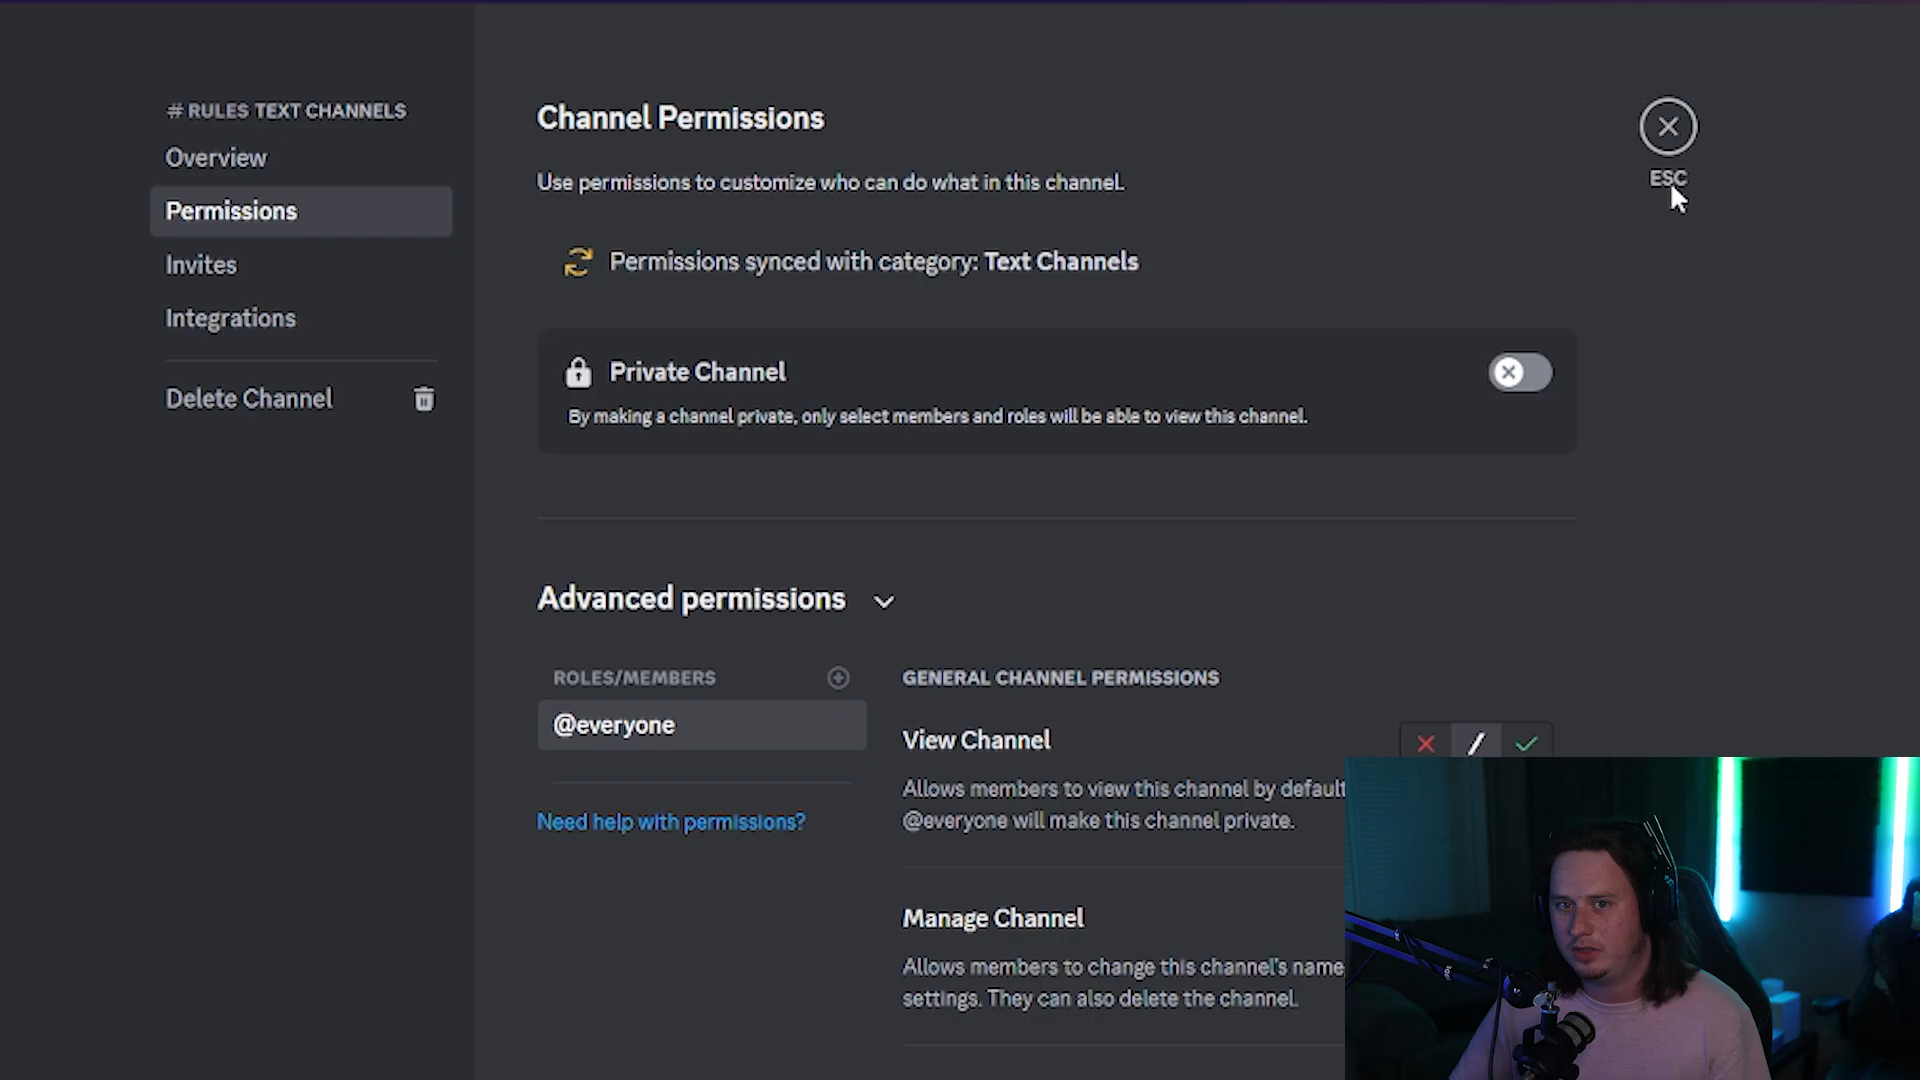 # RULES TEXT CHANNELS
Overview
Permissions
Invites
Integrations
Delete Channel
Channel Permissions
Use permissions to customize who can do what in this channel.
ESC
Permissions synced with category: Text Channels
Private Channel
By making a channel private, only select members and roles will be able to view this channel.
Advanced permissions
ROLES/MEMBERS
@everyone
Need help with permissions?
GENERAL CHANNEL PERMISSIONS
View Channel
Allows members to view this channel by default
@everyone will make this channel private.
Manage Channel
Allows members to change this channel's name
settings. They can also delete the channel.